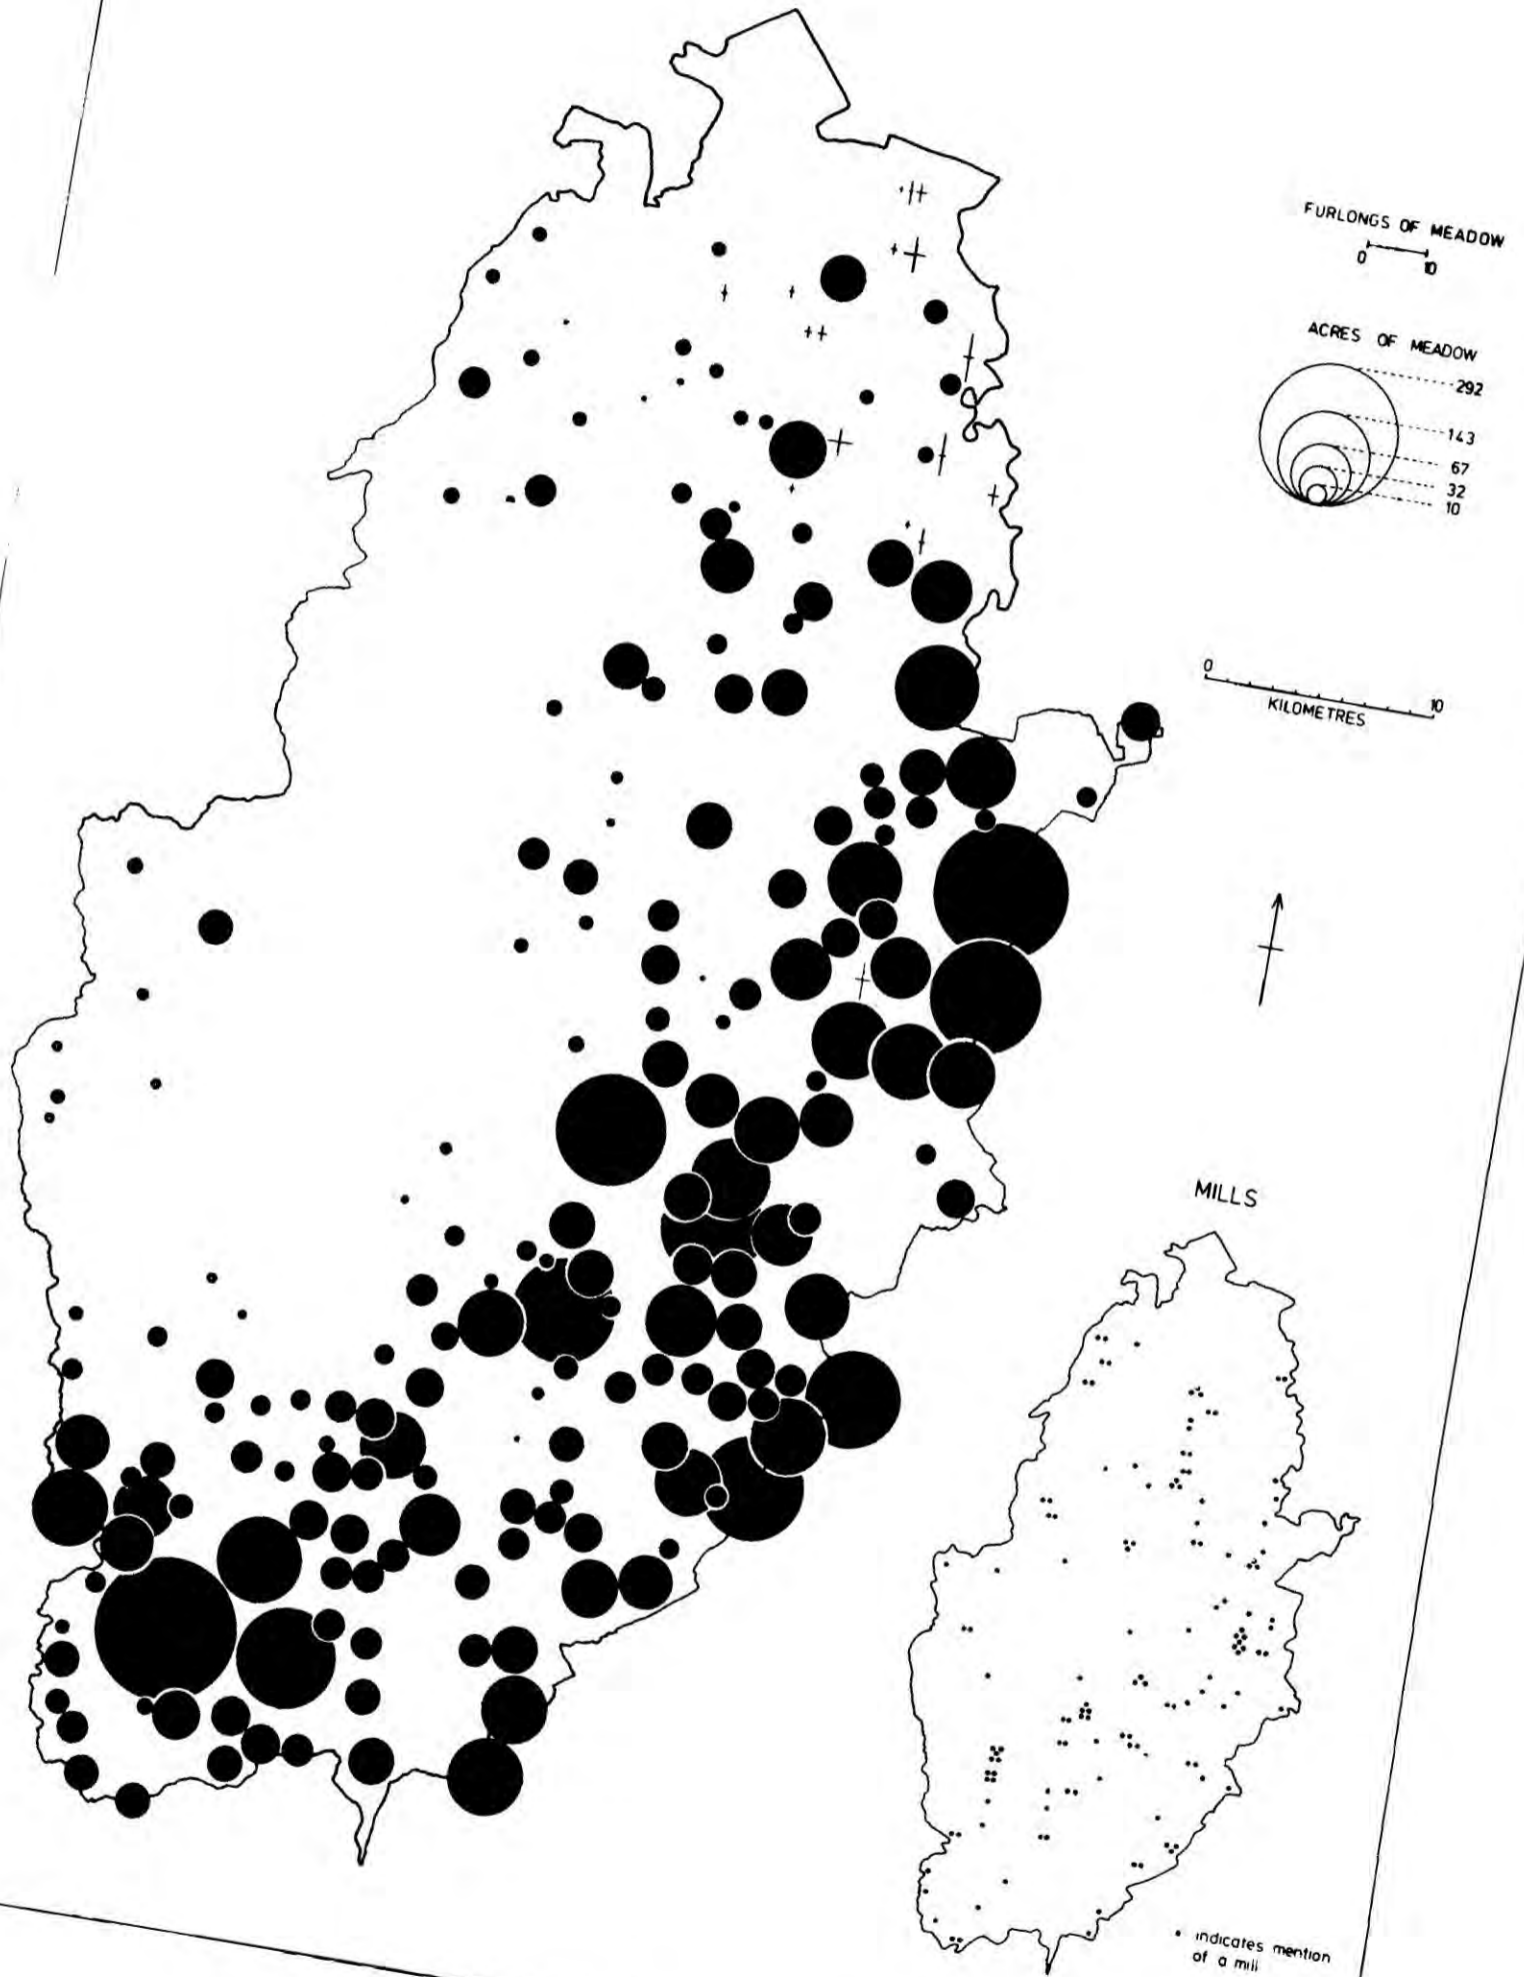 FURLONGS OF MEADOW
0 10
ACRES OF MEADOW
292
143
67
32
10
0 10
KILOMETRES
MILLS
• indicates mention
of a mill